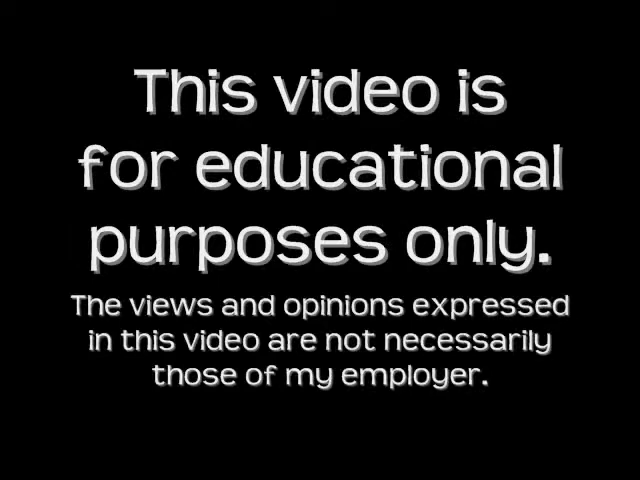 This video is
for educational
purposes only.
The views and opinions expressed
in this video are not necessarily
those of my employer.